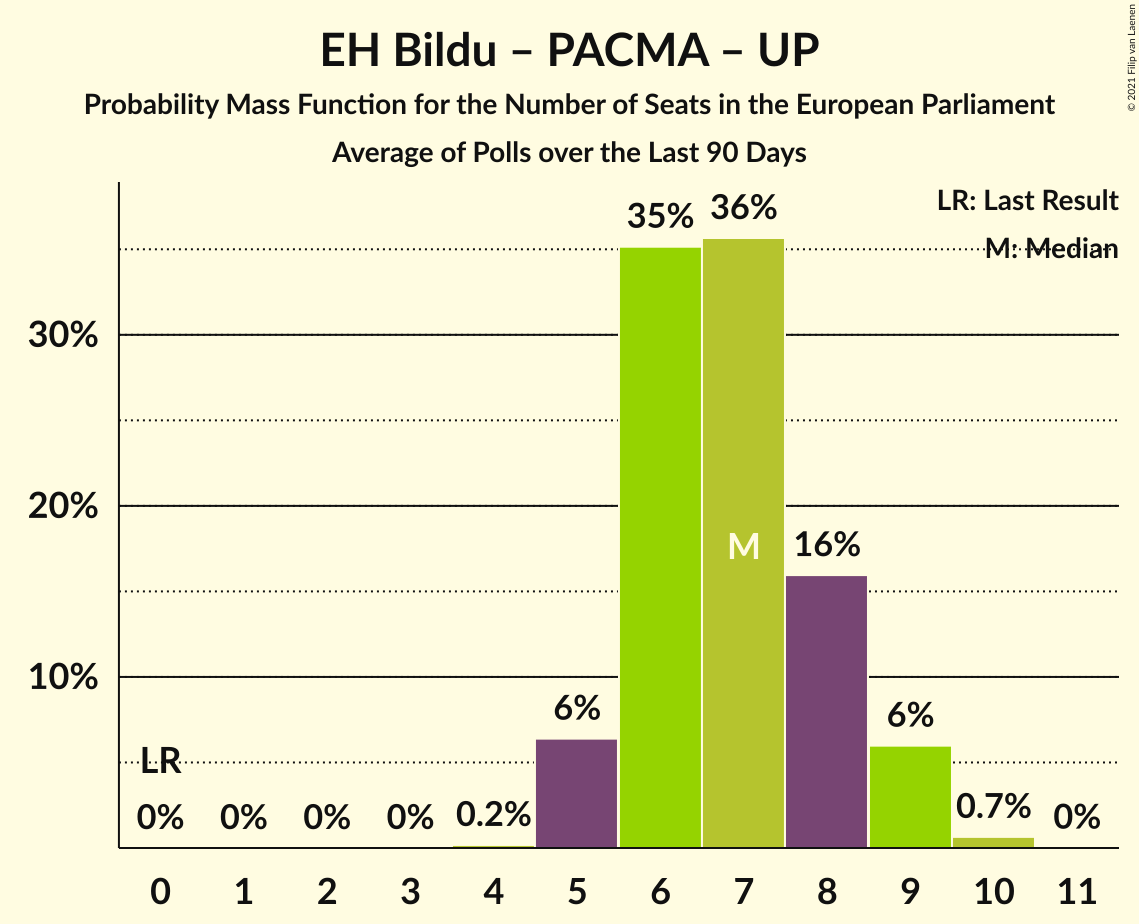 EH Bildu – PACMA – UP
Probability Mass Function for the Number of Seats in the European Parliament
Average of Polls over the Last 90 Days
© 2021 Filip van Laenen
LR: Last Result
M: Median
35% 36%
30%
20%
M 16%
10%
6% 6%
LR
0% 0% 0% 0% 0.2% 0.7% 0%
0 1 2 3 4 5 6 7 8 9 10 11